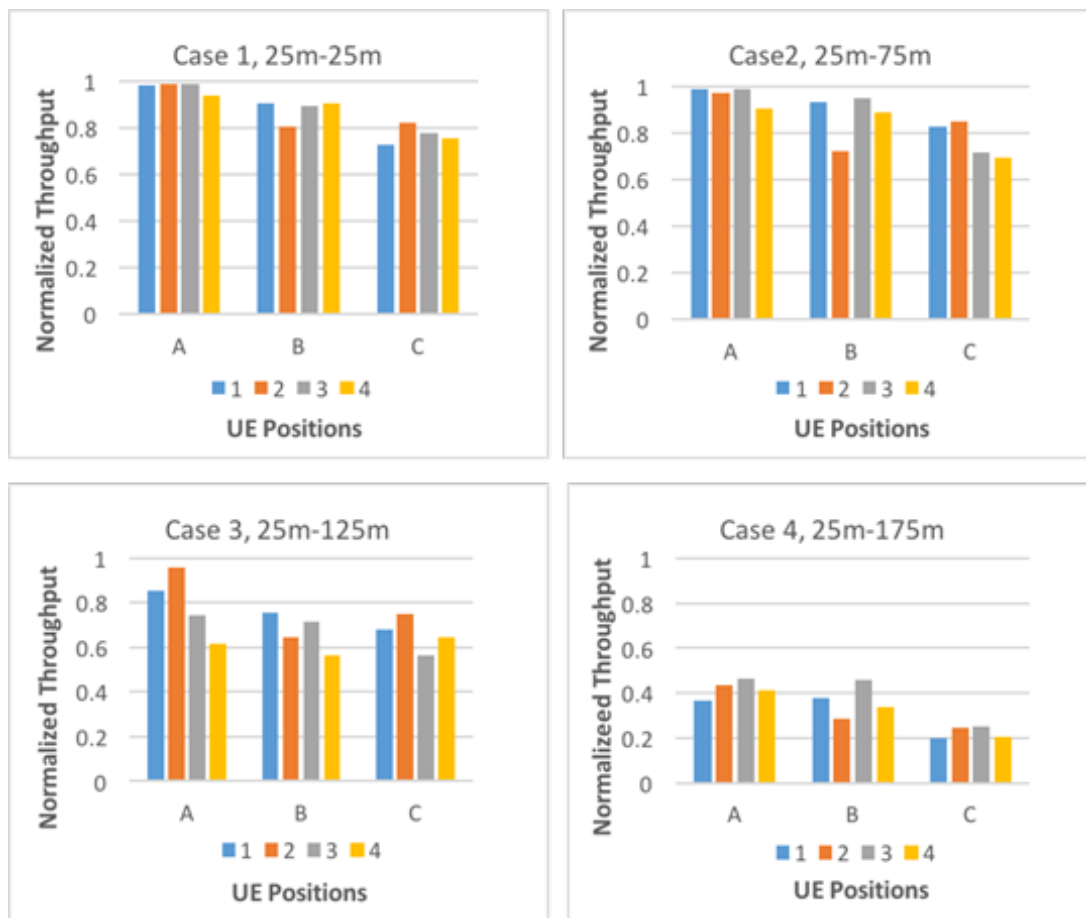 Case 1, 25m-25m
Normalized Throughput
1
0.8
0.6
0.4
0.2
0
A B C
1 2 3 4
UE Positions
Case2, 25m-75m
Normalized Throughput
1
0.8
0.6
0.4
0.2
0
A B C
1 2 3 4
UE Positions
Case 3, 25m-125m
Normalized Throughput
1
0.8
0.6
0.4
0.2
0
A B C
1 2 3 4
UE Positions
Case 4, 25m-175m
Normalizeed Throughput
1
0.8
0.6
0.4
0.2
0
A B C
1 2 3 4
UE Positions